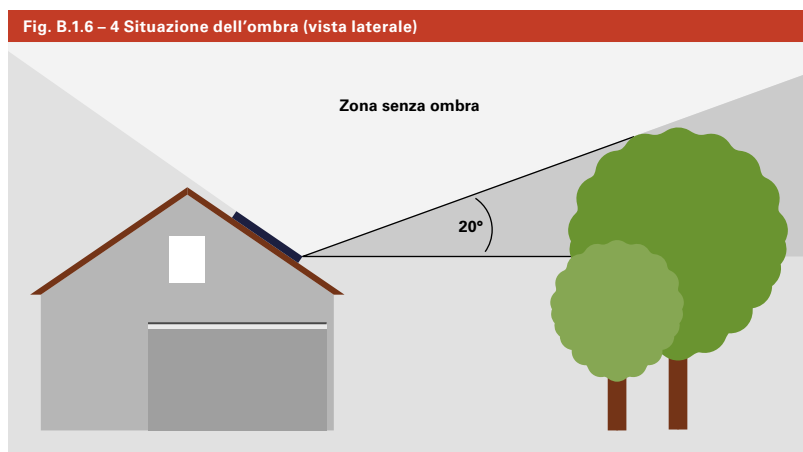 Fig. B.1.6 – 4 Situazione dell’ombra (vista laterale)
Zona senza ombra
20°